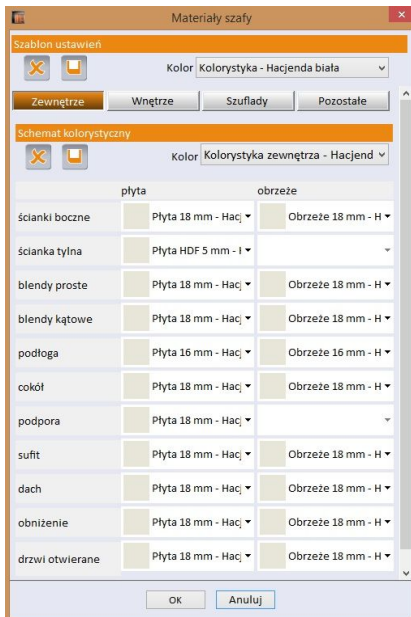 Materiały szafy
Szablon ustawień
Kolor Kolorystyka - Hacjenda biała
Zewnętrze Wnętrze Szuflady Pozostałe
Schemat kolorystyczny
Kolor Kolorystyka zewnętrza - Hacjend
płyta obrzeże
ścianki boczne Płyta 18 mm - Hacj Obrzeże 18 mm - H
ścianka tylna Płyta HDF 5 mm - H
blendy proste Płyta 18 mm - Hacj Obrzeże 18 mm - H
blendy kątowe Płyta 18 mm - Hacj Obrzeże 18 mm - H
podłoga Płyta 16 mm - Hacj Obrzeże 16 mm - H
cokół Płyta 18 mm - Hacj Obrzeże 18 mm - H
podpora Płyta 18 mm - Hacj
sufit Płyta 18 mm - Hacj Obrzeże 18 mm - H
dach Płyta 18 mm - Hacj Obrzeże 18 mm - H
obniżenie Płyta 18 mm - Hacj Obrzeże 18 mm - H
drzwi otwierane Płyta 18 mm - Hacj Obrzeże 18 mm - H
OK Anuluj